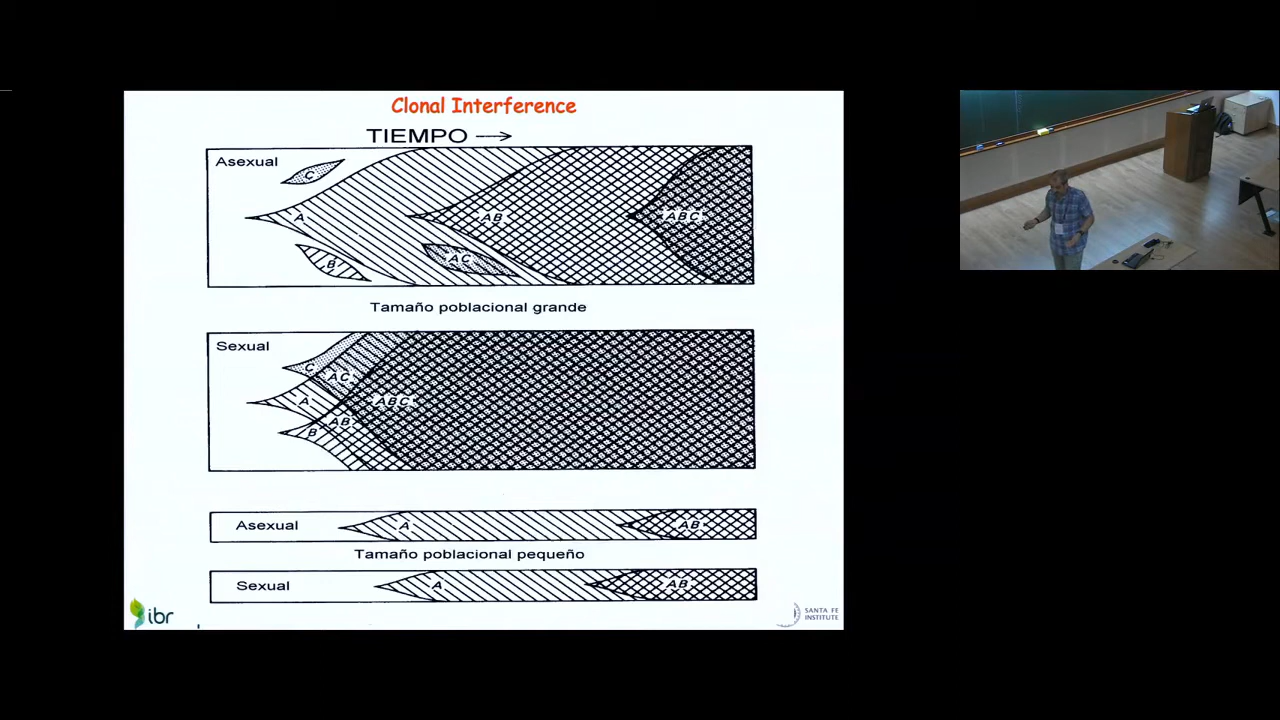 Clonal Interference
TIEMPO →
Asexual
C
A
B
AB
AC
ABC
Tamaño poblacional grande
Sexual
C
AC
A
ABC
AB
B
Asexual
A
AB
Tamaño poblacional pequeño
Sexual
A
AB
ibr
SANTA FE
INSTITUTE